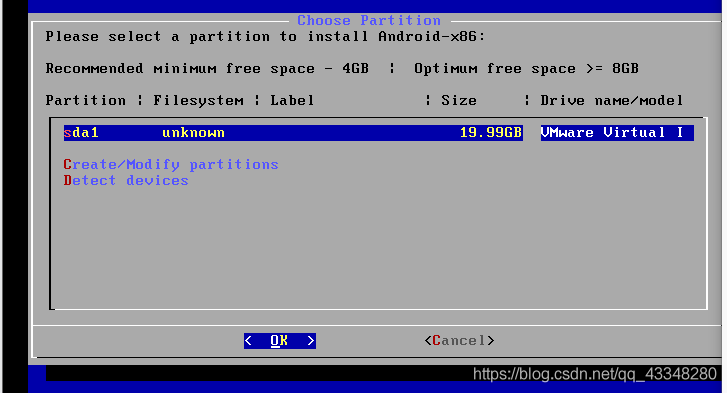 Choose Partition
Please select a partition to install Android-x86:
Recommended minimum free space - 4GB ¦ Optimum free space >= 8GB
Partition ¦ Filesystem ¦ Label ¦ Size ¦ Drive name/model
sda1 unknown 19.99GB VMware Virtual I
Create/Modify partitions
Detect devices
< OK > <Cancel>
https://blog.csdn.net/qq_43348280